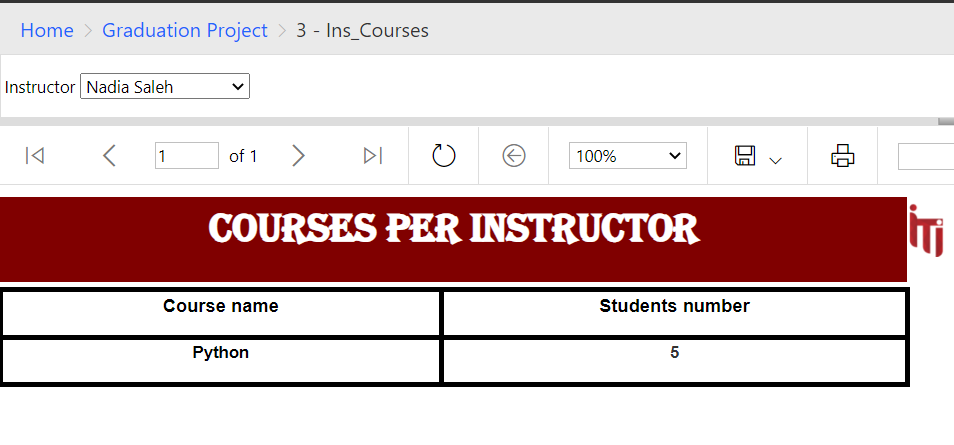 Home > Graduation Project > 3 - Ins_Courses
Instructor Nadia Saleh
1 of 1 100%
COURSES PER INSTRUCTOR
iTi
Course name Students number
Python 5